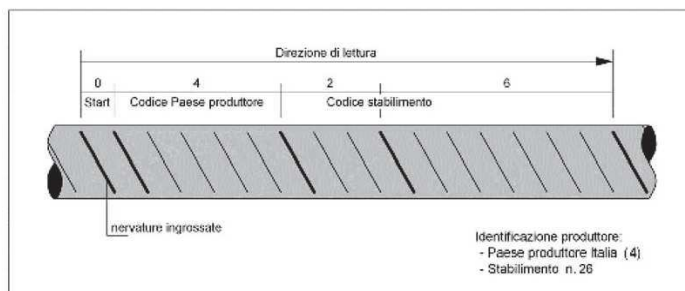 Direzione di lettura
0 4 2 6
Start Codice Paese produttore Codice stabilimento
nervature ingrossate
Identificazione produttore:
- Paese produttore Italia (4)
- Stabilimento n. 26